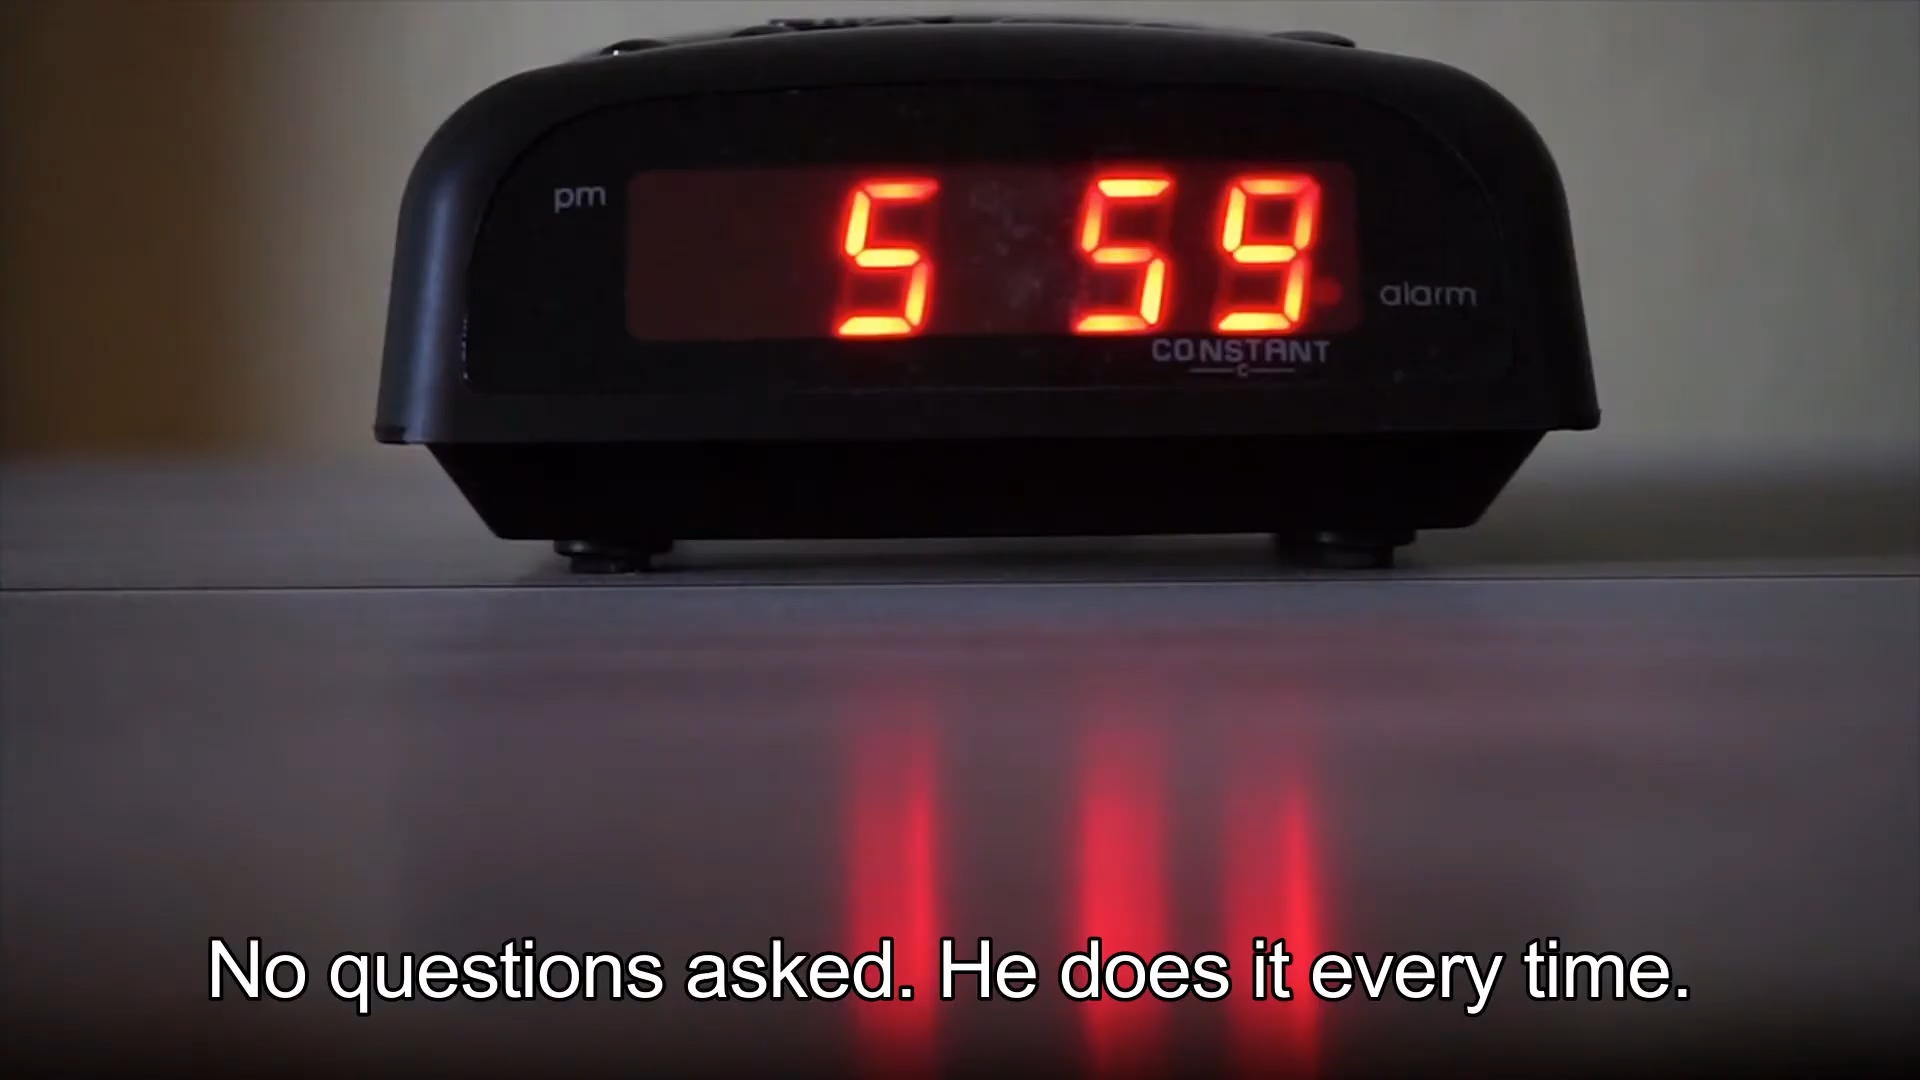 pm
5 59
alarm
CONSTANT
C
No questions asked. He does it every time.